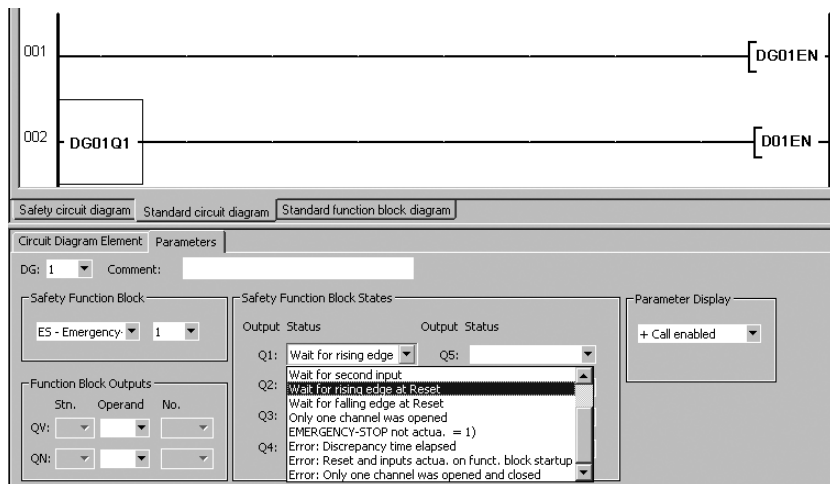 001
DG01EN
002
DG01Q1
D01EN
Safety circuit diagram
Standard circuit diagram
Standard function block diagram
Circuit Diagram Element
Parameters
DG:
1
Comment:
Safety Function Block
ES - Emergency-
1
Function Block Outputs
Stn.
Operand
No.
QV:
QN:
Safety Function Block States
Output Status
Output Status
Q1:
Wait for rising edge
Q5:
Q2:
Q3:
Q4:
Wait for second input
Wait for rising edge at Reset
Wait for falling edge at Reset
Only one channel was opened
EMERGENCY-STOP not actua. = 1)
Error: Discrepancy time elapsed
Error: Reset and inputs actua. on funct. block startup
Error: Only one channel was opened and closed
Parameter Display
+ Call enabled